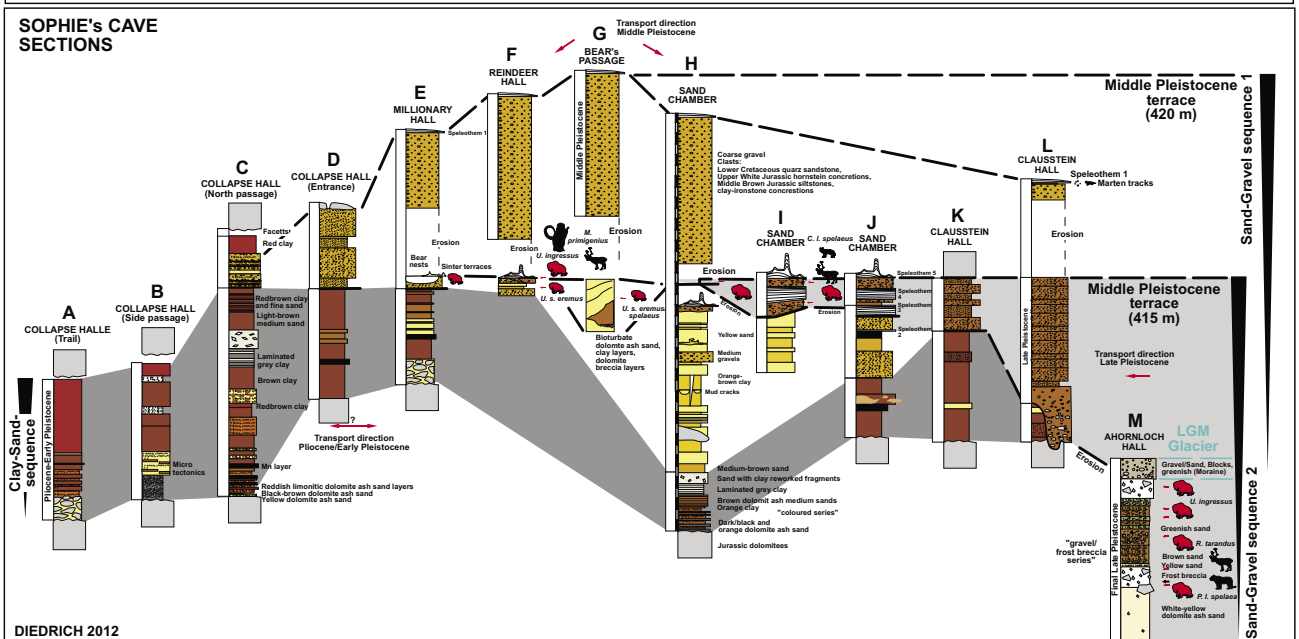 SOPHIE's CAVE
SECTIONS
Transport direction
Middle Pleistocene
A
COLLAPSE HALLE
(Trail)
B
COLLAPSE HALL
(Side passage)
C
COLLAPSE HALL
(North passage)
D
COLLAPSE HALL
(Entrance)
E
MILLIONARY
HALL
F
REINDEER
HALL
G
BEAR's
PASSAGE
H
SAND
CHAMBER
I
SAND
CHAMBER
J
SAND
CHAMBER
K
CLAUSSTEIN
HALL
L
CLAUSSTEIN
HALL
M
AHORNLOCH
HALL
Middle Pleistocene
terrace
(420 m)
Sand-Gravel sequence 1
Speleothem 1
Middle Pleistocene
Coarse gravel
Clasts:
Lower Cretaceous quarz sandstone,
Upper White Jurassic hornstein concretions,
Middle Brown Jurassic siltstones,
clay-ironstone concrestions
Speleothem 1
Marten tracks
Erosion
Facetts
Red clay
Erosion
Bear
nests
Sinter terraces
Erosion
M.
primigenius
U. ingressus
U. s. eremus
Erosion
U. s. eremus/
spelaeus
Bioturbate
dolomte ash sand,
clay layers,
dolomite
breccia layers
Erosion
Erosion
C. l. spelaeus
Erosion
Speleothem 5
Speleothem
4
Speleothem
3
Speleothem
2
Middle Pleistocene
terrace
(415 m)
Late Pleistocene
Transport direction
Late Pleistocene
Redbrown clay
and fine sand
Light-brown
medium sand
Laminated
grey clay
Brown clay
Redbrown clay
Mn layer
Reddish limonitic dolomite ash sand layers
Black-brown dolomite ash sand
Yellow dolomite ash sand
Micro
tectonics
?
Transport direction
Pliocene/Early Pleistocene
Clay-Sand-
sequence
Pliocene-Early Pleistocene
Yellow sand
Medium
gravels
Orange-
brown clay
Mud cracks
Medium-brown sand
Sand with clay reworked fragments
Laminated grey clay
Brown dolomit ash medium sands
Orange clay
"coloured series"
Dark/black and
orange dolomite ash sand
Jurassic dolomitees
Erosion
LGM
Glacier
Gravel/Sand, Blocks,
greenish (Moraine)
U. ingressus
Greenish sand
R. tarandus
Brown sand
Yellow sand
Frost breccia
P. l. spelaea
White-yellow
dolomite ash sand
"gravel/
frost breccia
series"
Final Late Pleistocene
Sand-Gravel sequence 2
DIEDRICH 2012